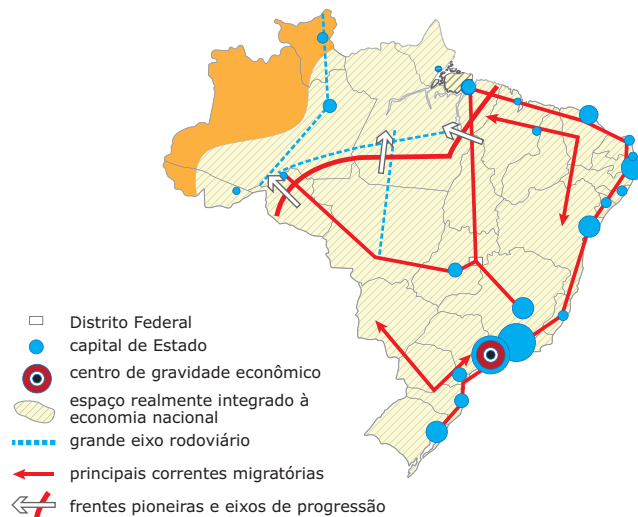 Distrito Federal
capital de Estado
centro de gravidade econômico
espaço realmente integrado à
economia nacional
grande eixo rodoviário
principais correntes migratórias
frentes pioneiras e eixos de progressão